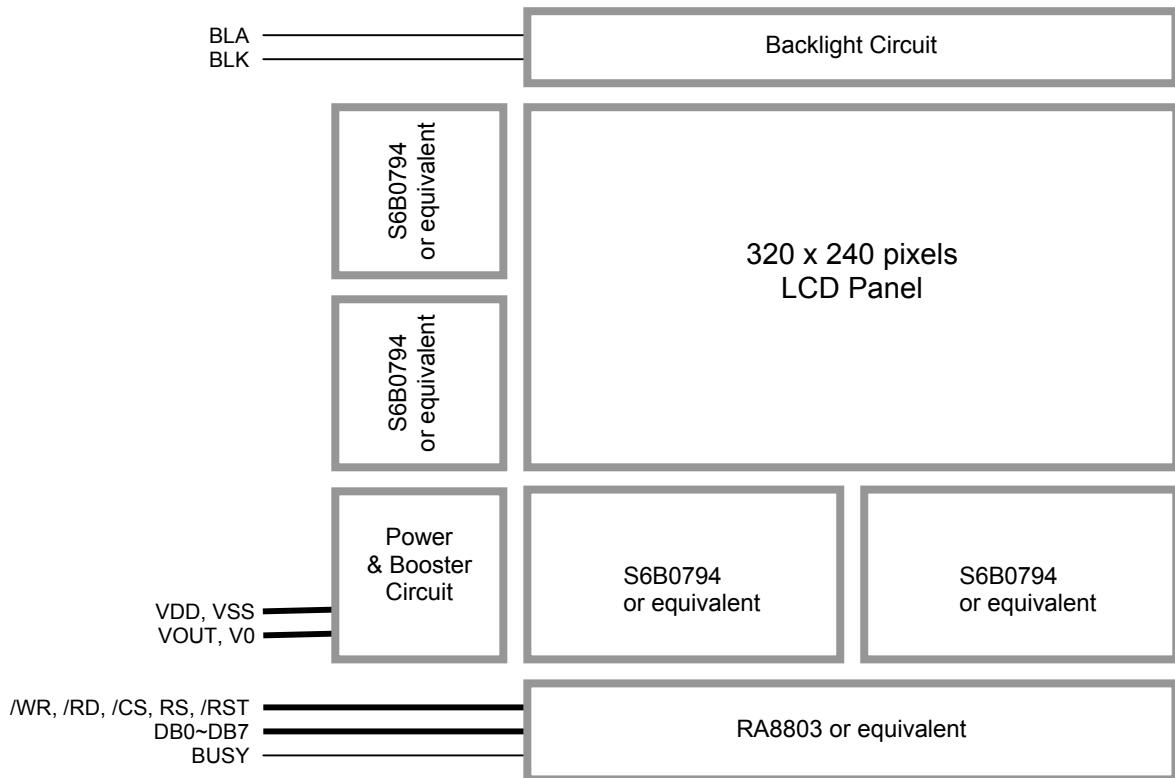 BLA
BLK
Backlight Circuit
S6B0794
or equivalent
320 x 240 pixels
LCD Panel
S6B0794
or equivalent
Power
& Booster
Circuit
S6B0794
or equivalent
S6B0794
or equivalent
VDD, VSS
VOUT, V0
/WR, /RD, /CS, RS, /RST
DB0~DB7
BUSY
RA8803 or equivalent